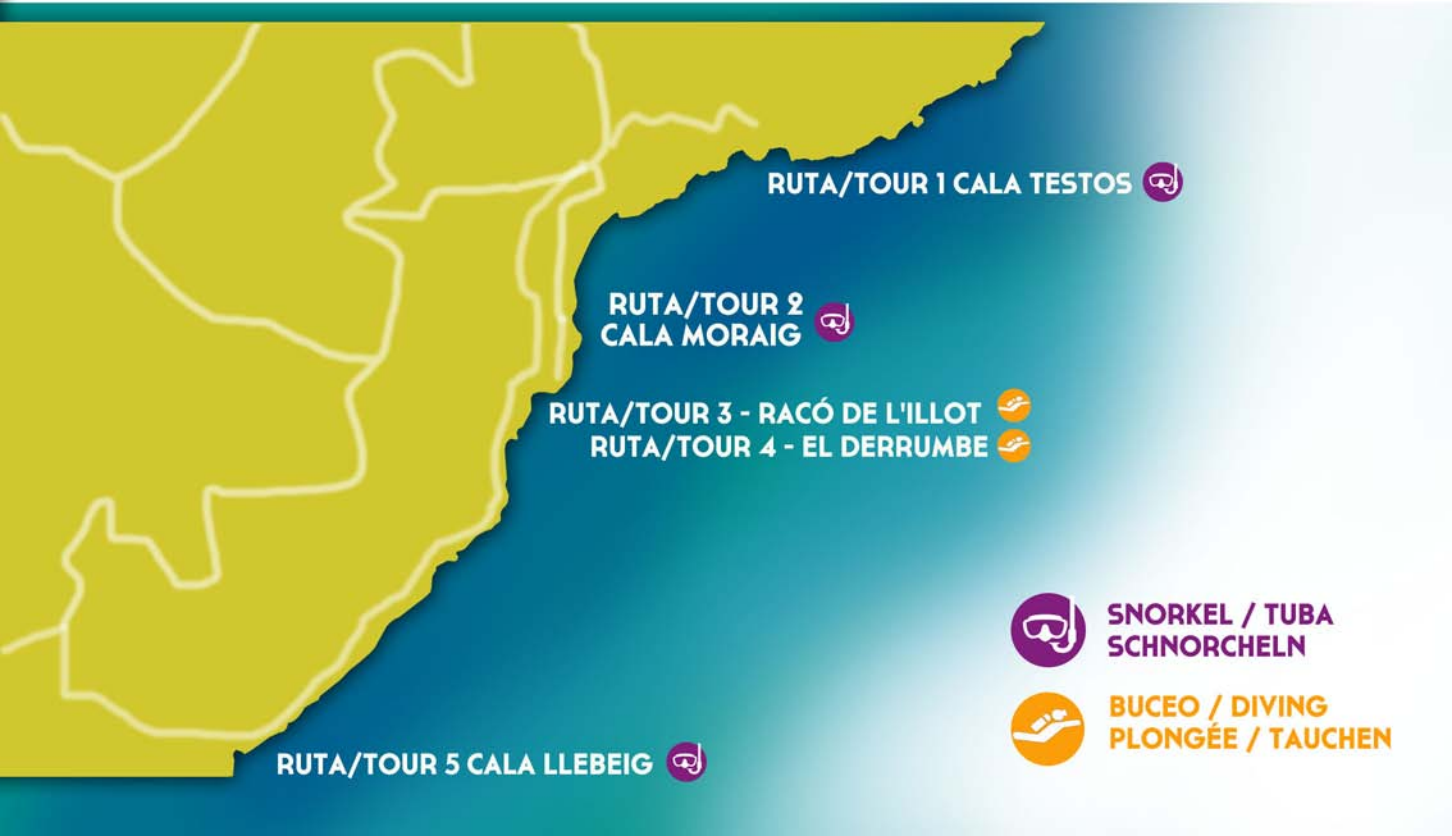 RUTA/TOUR 1 CALA TESTOS
RUTA/TOUR 2
CALA MORAIG
RUTA/TOUR 3 - RACÓ DE L'ILLOT
RUTA/TOUR 4 - EL DERRUMBE
SNORKEL / TUBA
SCHNORCHELN
BUCEO / DIVING
PLONGÉE / TAUCHEN
RUTA/TOUR 5 CALA LLEBEIG